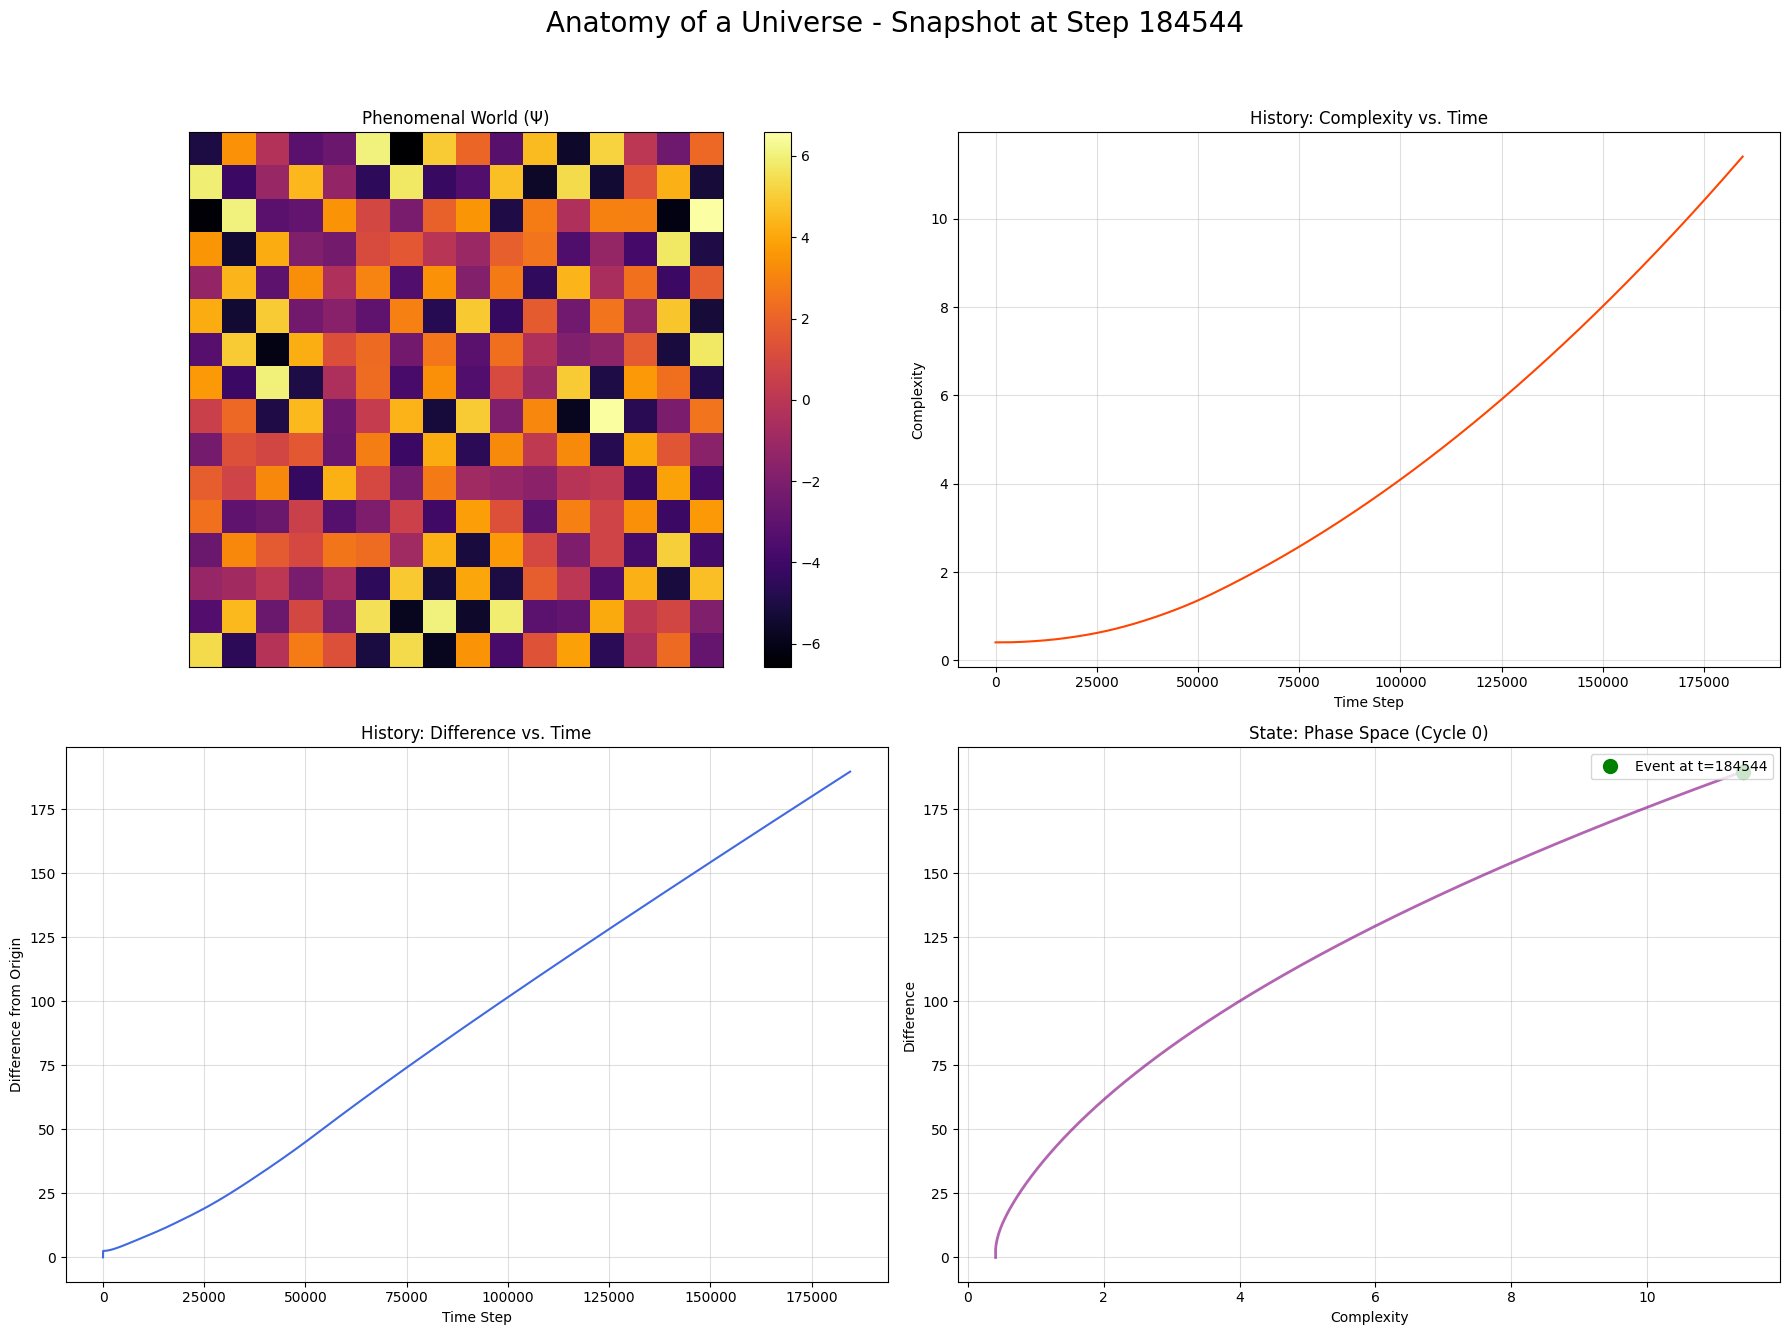 Anatomy of a Universe - Snapshot at Step 184544
Phenomenal World (Ψ)
6
4
2
0
−2
−4
−6
History: Complexity vs. Time
Complexity
10
8
6
4
2
0
0 25000 50000 75000 100000 125000 150000 175000
Time Step
History: Difference vs. Time
Difference from Origin
175
150
125
100
75
50
25
0
0 25000 50000 75000 100000 125000 150000 175000
Time Step
State: Phase Space (Cycle 0)
Event at t=184544
Difference
175
150
125
100
75
50
25
0
0 2 4 6 8 10
Complexity